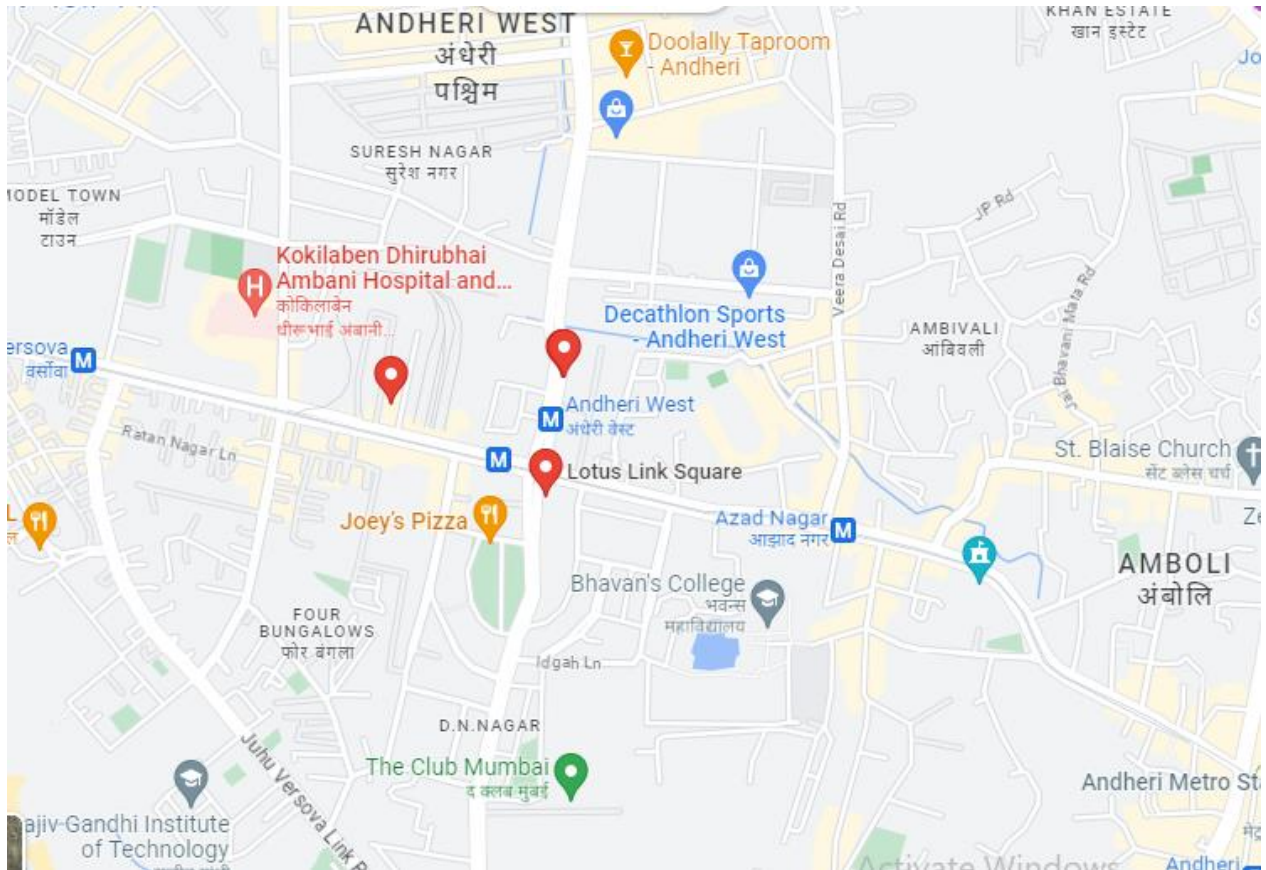 ANDHERI WEST
अंधेरी
पश्चिम
Doolally Taproom
- Andheri
KHAN ESTATE
खान इस्टेट
Jo
SURESH NAGAR
सुरेश नगर
MODEL TOWN
मॉडेल
टाउन
JP Rd
Veera Desai Rd
Kokilaben Dhirubhai
Ambani Hospital and...
कोकिलाबेन
धीरूभाई अंबानी...
Decathlon Sports
- Andheri West
AMBIVALI
आंबिवली
Jai Bhavani Mata Rd
ersova
वर्सोवा
M
Andheri West
अंधेरी वेस्ट
M
M
Ratan Nagar Ln
Lotus Link Square
St. Blaise Church
सेंट ब्लेस चर्च
Joey's Pizza
Azad Nagar
आझाद नगर
M
Ze
L
ल
Bhavan's College
भवन्स
महाविद्यालय
AMBOLI
अंबोलि
FOUR
BUNGALOWS
फोर बंगला
Idgah Ln
D.N.NAGAR
Juhu Versova Link R
The Club Mumbai
द क्लब मुंबई
Andheri Metro Sta
ajiv Gandhi Institute
of Technology
Activate Windows
Andheri